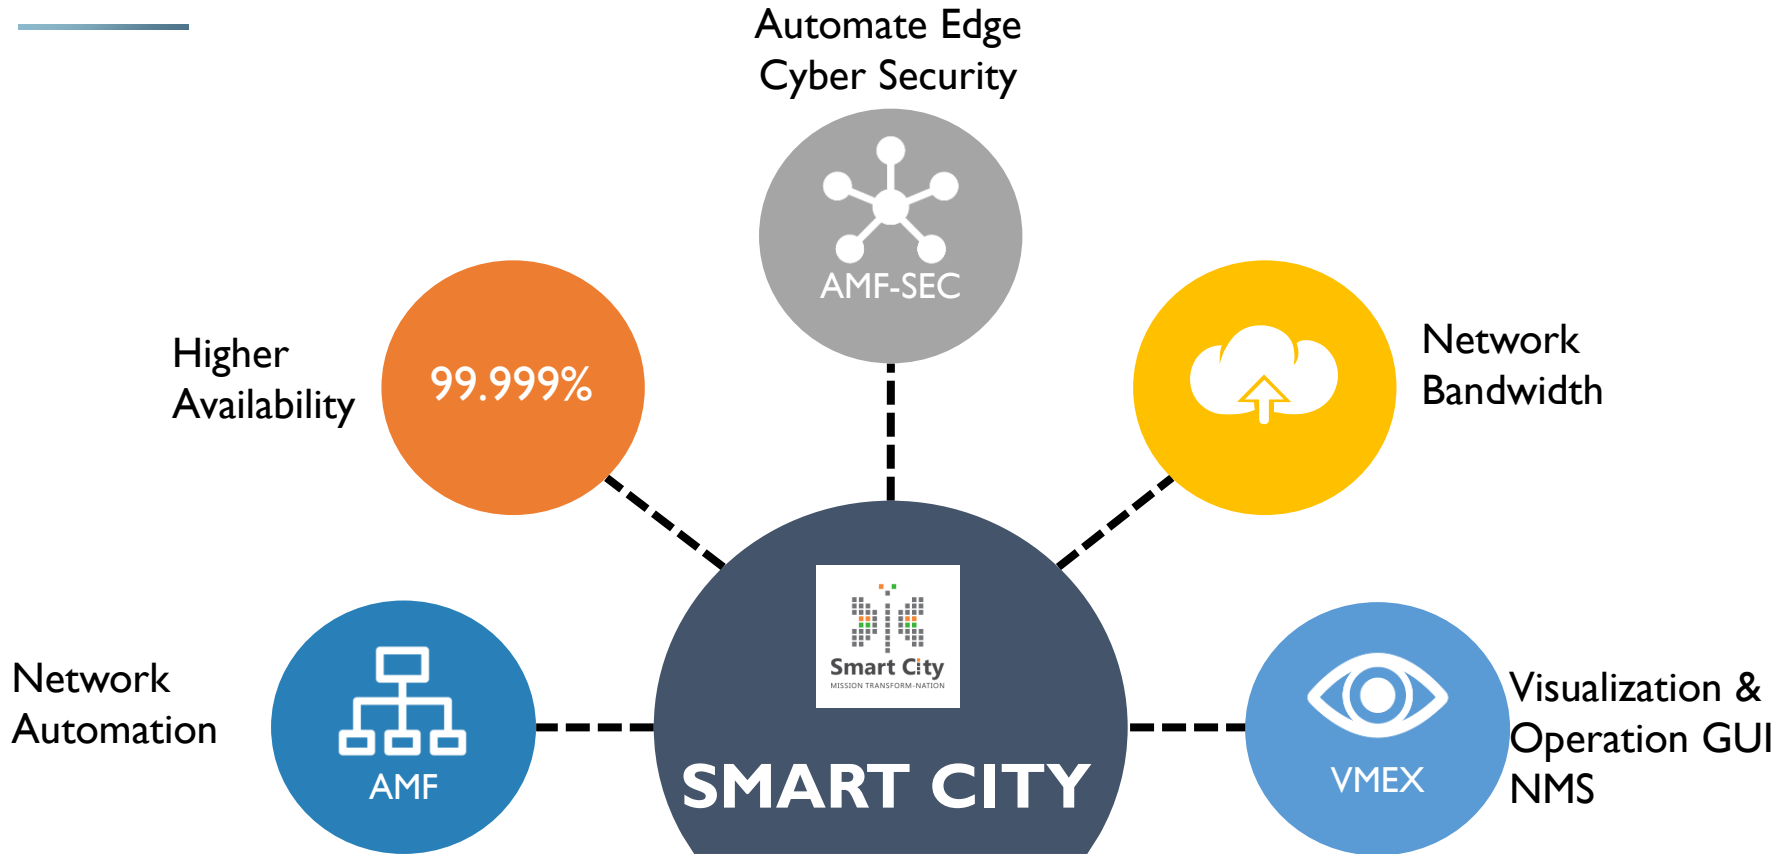 Automate Edge
Cyber Security
AMF-SEC
Higher
Availability
99.999%
Network
Bandwidth
Smart City
MISSION TRANSFORM-NATION
SMART CITY
Network
Automation
AMF
VMEX
Visualization &
Operation GUI
NMS